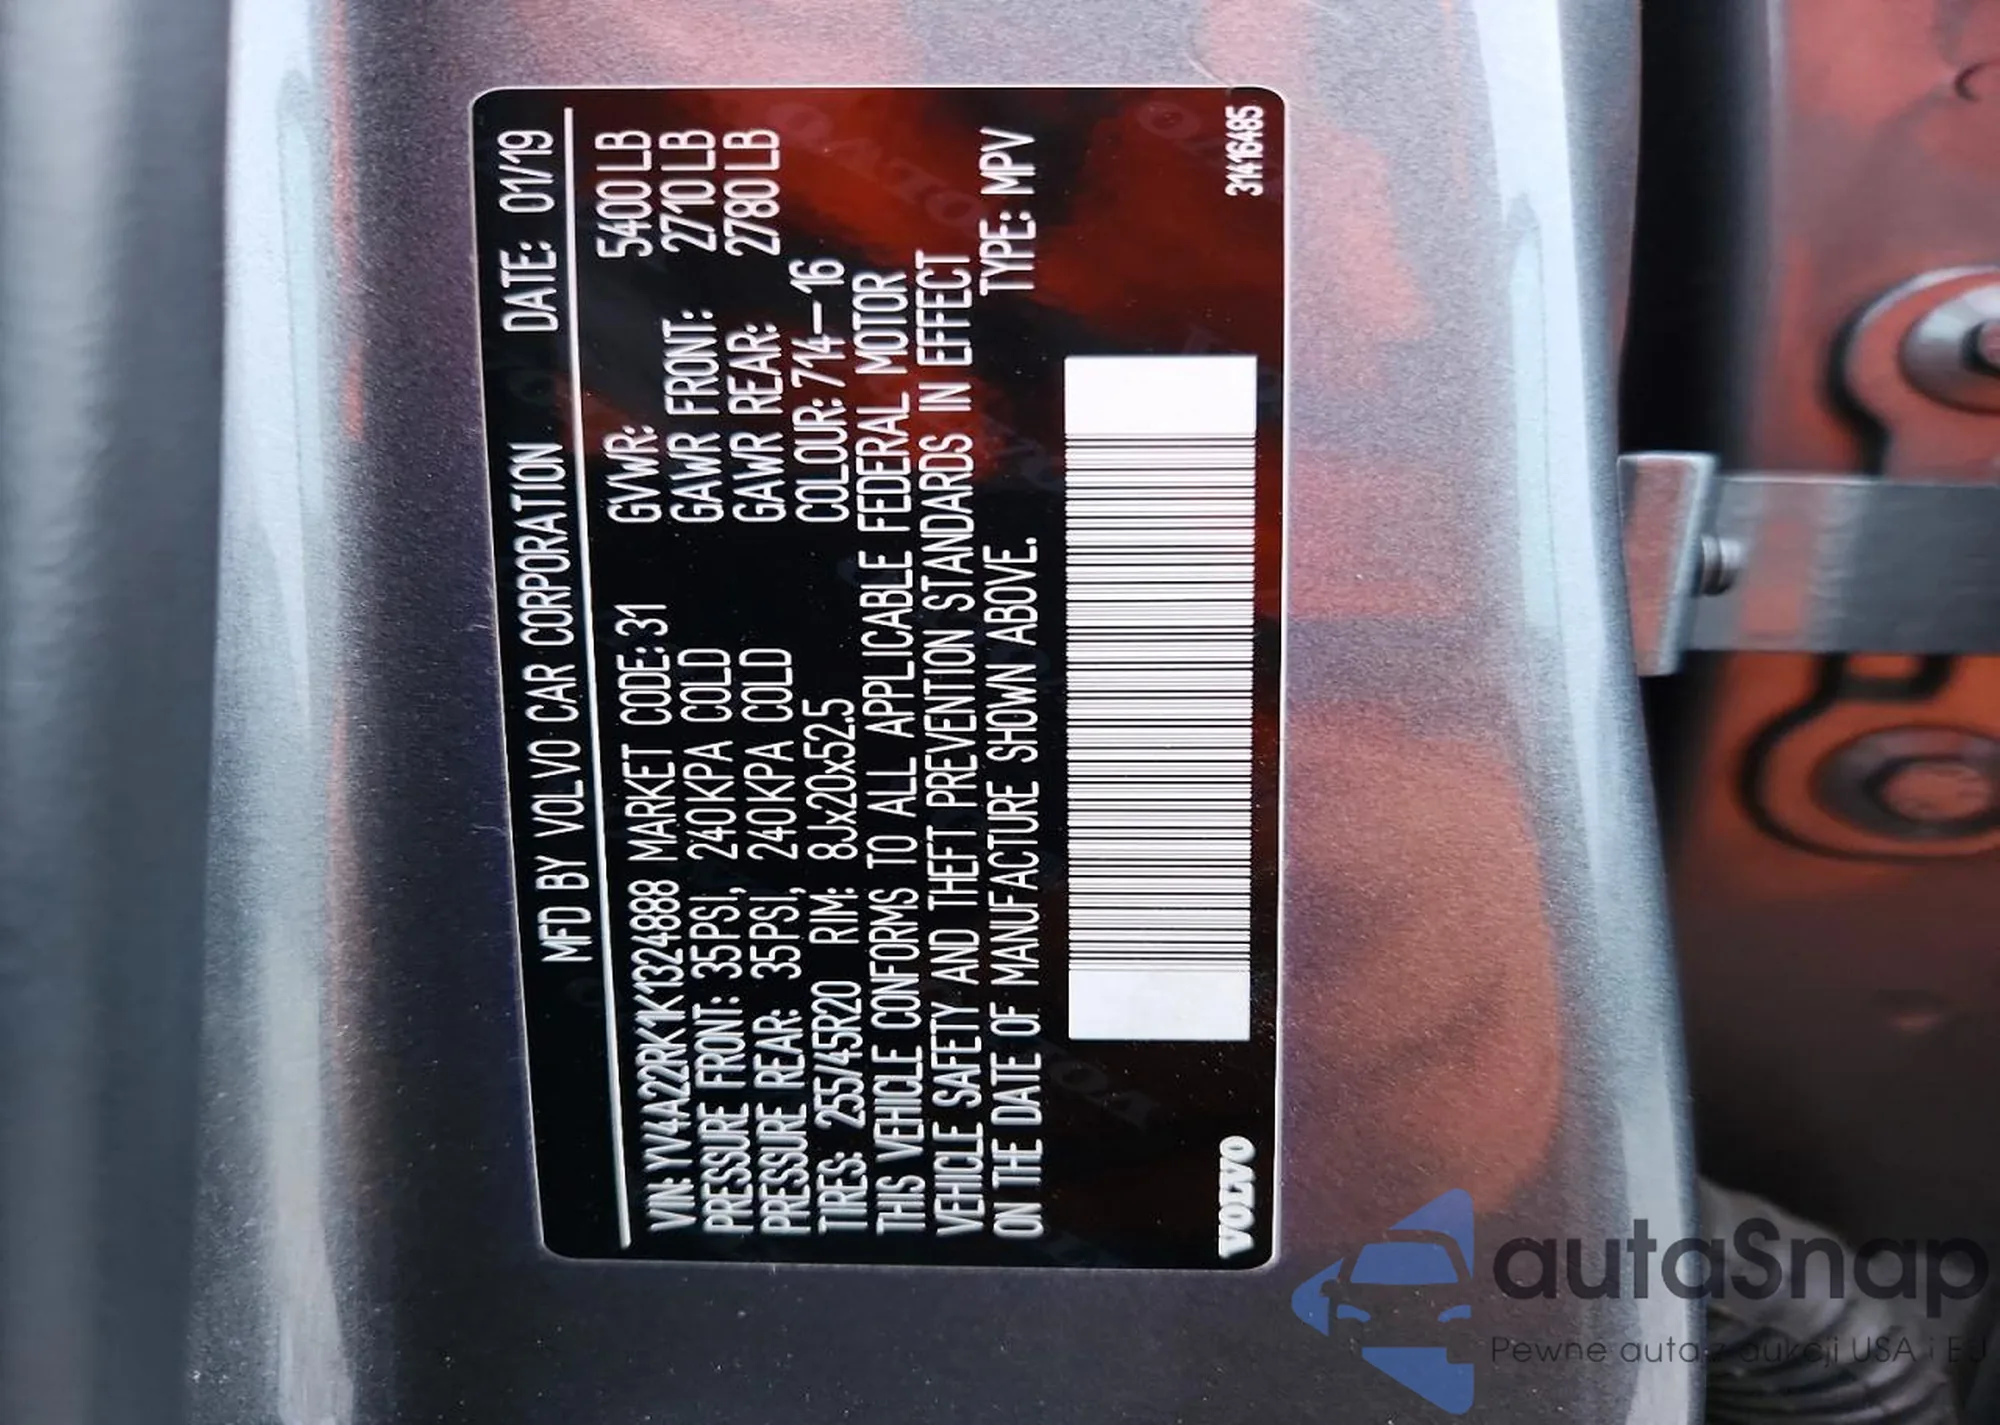 MFD BY VOLVO CAR CORPORATION DATE: 01/19
VIN: YV4A22RK1K1324888 MARKET CODE: 31 GVWR: 5400 LB
PRESSURE FRONT: 35PSI, 240KPA COLD GAWR FRONT: 2710 LB
PRESSURE REAR: 35PSI, 240KPA COLD GAWR REAR: 2780 LB
TIRES: 255/45R20 RIM: 8Jx20x52.5 COLOUR: 714-16
THIS VEHICLE CONFORMS TO ALL APPLICABLE FEDERAL MOTOR
VEHICLE SAFETY AND THEFT PREVENTION STANDARDS IN EFFECT
ON THE DATE OF MANUFACTURE SHOWN ABOVE. TYPE: MPV
VOLVO 31416485
autaSnap
Pewne auta z aukcji USA i EU